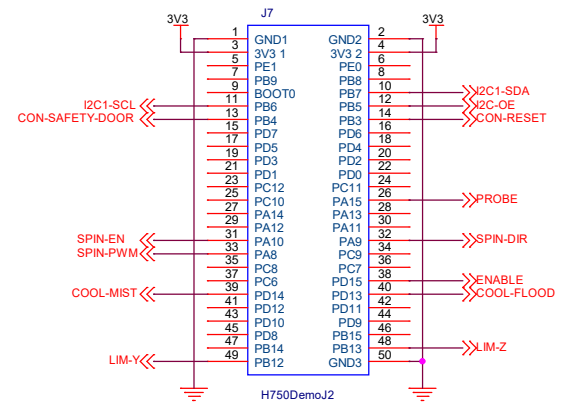 J7
3V3 3V3
1 GND1 GND2 2
3 3V3 1 3V3 2 4
5 PE1 PE0 6
7 PB9 PB8 8
9 BOOT0 PB7 10 I2C1-SDA
I2C1-SCL 11 PB6 PB5 12 I2C-OE
CON-SAFETY-DOOR 13 PB4 PB3 14 CON-RESET
15 PD7 PD6 16
17 PD5 PD4 18
19 PD3 PD2 20
21 PD1 PD0 22
23 PC12 PC11 24
25 PC10 PA15 26 PROBE
27 PA14 PA13 28
29 PA12 PA11 30
SPIN-EN 31 PA10 PA9 32 SPIN-DIR
SPIN-PWM 33 PA8 PC9 34
35 PC8 PC7 36
37 PC6 PD15 38 ENABLE
COOL-MIST 39 PD14 PD13 40 COOL-FLOOD
41 PD12 PD11 42
43 PD10 PD9 44
45 PD8 PB15 46
47 PB14 PB13 48 LIM-Z
LIM-Y 49 PB12 GND3 50
H750DemoJ2